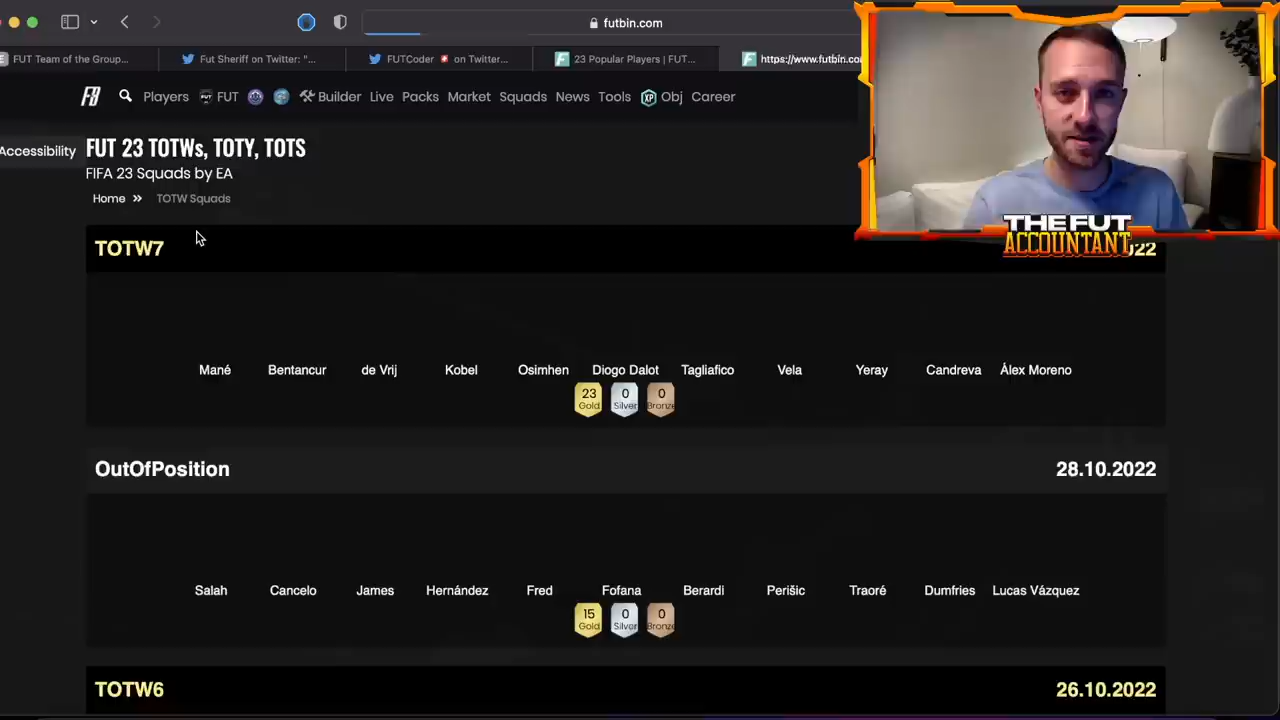 futbin.com
FUT Team of the Group...
Fut Sheriff on Twitter: "...
FUTCoder on Twitter...
23 Popular Players | FUT...
https://www.futbin.co
Players FUT Builder Live Packs Market Squads News Tools XP Obj Career
Accessibility
FUT 23 TOTWs, TOTY, TOTS
FIFA 23 Squads by EA
Home » TOTW Squads
THE FUT
ACCOUNTANT
TOTW7
22
Mané Bentancur de Vrij Kobel Osimhen Diogo Dalot Tagliafico Vela Yeray Candreva Álex Moreno
23 0 0
Gold Silver Bronze
OutOfPosition 28.10.2022
Salah Cancelo James Hernández Fred Fofana Berardi Perišic Traoré Dumfries Lucas Vázquez
15 0 0
Gold Silver Bronze
TOTW6 26.10.2022